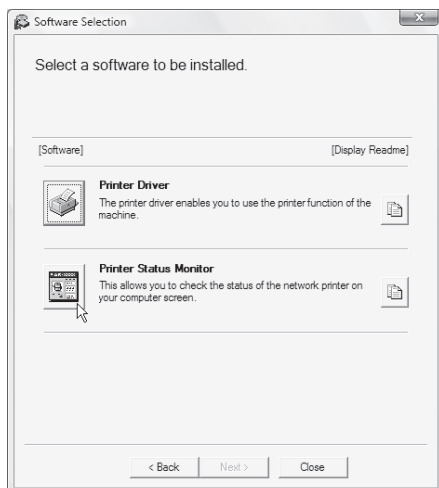 Software Selection
Select a software to be installed.
[Software] [Display Readme]
Printer Driver
The printer driver enables you to use the printer function of the
machine.
Printer Status Monitor
This allows you to check the status of the network printer on
your computer screen.
< Back Next > Close